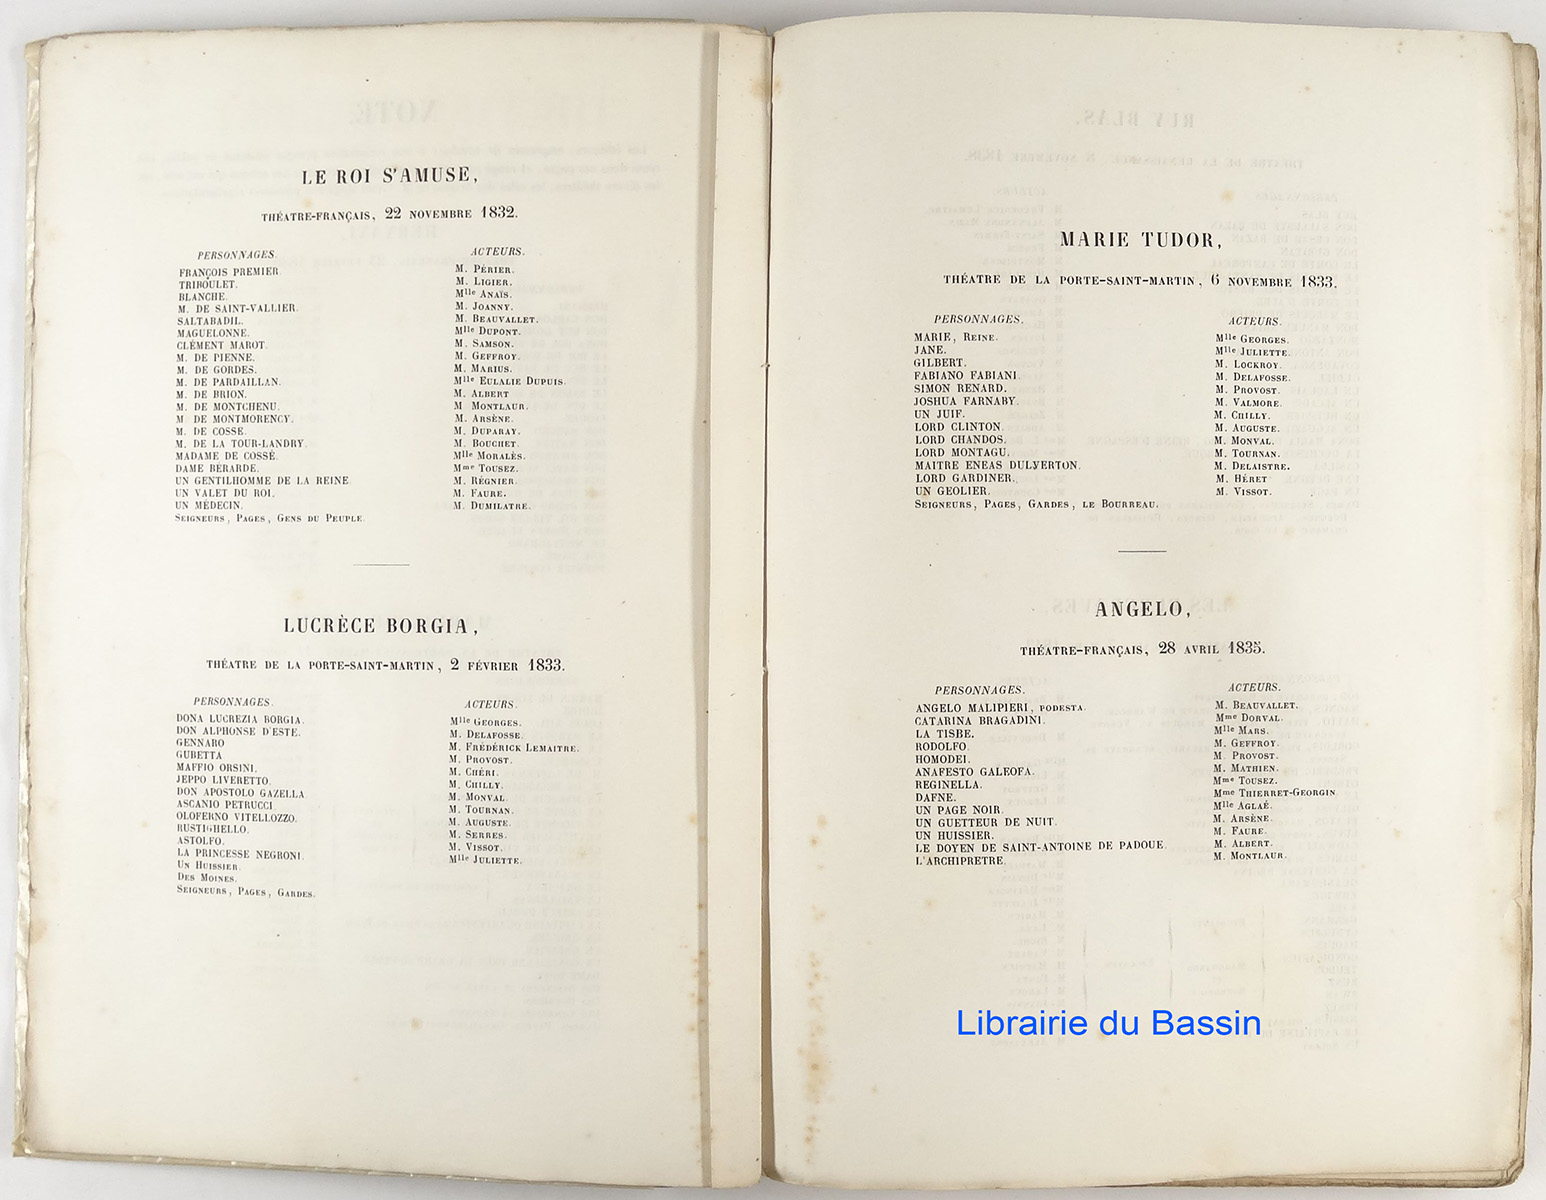 LE ROI S'AMUSE,
THÉATRE-FRANÇAIS, 22 NOVEMBRE 1832.
PERSONNAGES. ACTEURS.
FRANÇOIS PREMIER. M. PÉRIER.
TRIBOULET. M. LIGIER.
BLANCHE. Mlle ANAÏS.
M. DE SAINT-VALLIER. M. JOANNY.
SALTABADIL. M. BEAUVALLET.
MAGUELONNE. Mlle DUPONT.
CLÉMENT MAROT. M. SAMSON.
M. DE PIENNE. M. GEFFROY.
M. DE GORDES. M. MARIUS.
M. DE PARDAILLAN. Mlle EULALIE DUPUIS.
M. DE BRION. M. ALBERT
M. DE MONTCHENU. M MONTLAUR.
M DE MONTMORENCY. M. ARSÈNE.
M. DE COSSE. M. DUPARAY.
M. DE LA TOUR-LANDRY. M. BOUCHET.
MADAME DE COSSÉ. Mlle MORALÈS.
DAME BÉRARDE. Mme TOUSEZ.
UN GENTILHOMME DE LA REINE. M. RÉGNIER.
UN VALET DU ROI. M. FAURE.
UN MÉDECIN. M. DUMILATRE.
SEIGNEURS, PAGES, GENS DU PEUPLE.
LUCRÈCE BORGIA,
THÉATRE DE LA PORTE-SAINT-MARTIN, 2 FÉVRIER 1833.
PERSONNAGES. ACTEURS.
DONA LUCREZIA BORGIA. Mlle GEORGES.
DON ALPHONSE D'ESTE. M. DELAFOSSE.
GENNARO M. FRÉDÉRICK LEMAITRE.
GUBETTA M. PROVOST.
MAFFIO ORSINI. M. CHÉRI.
JEPPO LIVERETTO. M. CHILLY.
DON APOSTOLO GAZELLA. M. MONVAL.
ASCANIO PETRUCCI. M. TOURNAN.
OLOFERNO VITELLOZZO. M. AUGUSTE.
RUSTIGHELLO. M. SERRES.
ASTOLFO. M. VISSOT.
LA PRINCESSE NEGRONI. Mlle JULIETTE.
UN HUISSIER.
DES MOINES.
SEIGNEURS, PAGES, GARDES.
MARIE TUDOR,
THÉATRE DE LA PORTE-SAINT-MARTIN, 6 NOVEMBRE 1833.
PERSONNAGES. ACTEURS.
MARIE, REINE. Mlle GEORGES.
JANE. Mlle JULIETTE.
GILBERT. M. LOCKROY.
FABIANO FABIANI. M. DELAFOSSE.
SIMON RENARD. M. PROVOST.
JOSHUA FARNABY. M. VALMORE.
UN JUIF. M. CHILLY.
LORD CLINTON. M. AUGUSTE.
LORD CHANDOS. M. MONVAL.
LORD MONTAGU. M. TOURNAN.
MAITRE ENEAS DULVERTON. M. DELAISTRE.
LORD GARDINER. M. HÉRET
UN GEOLIER. M. VISSOT.
SEIGNEURS, PAGES, GARDES, LE BOURREAU.
ANGELO,
THÉATRE-FRANÇAIS, 28 AVRIL 1835.
PERSONNAGES. ACTEURS.
ANGELO MALIPIERI, PODESTA. M. BEAUVALLET.
CATARINA BRAGADINI. Mme DORVAL.
LA TISBE. Mlle MARS.
RODOLFO. M. GEFFROY.
HOMODEI. M. PROVOST.
ANAFESTO GALEOFA. M. MATHIEN.
REGINELLA. Mme TOUSEZ.
DAFNE. Mme THIERRET-GEORGIN
UN PAGE NOIR. Mlle AGLAÉ.
UN GUETTEUR DE NUIT. M. ARSÈNE.
UN HUISSIER. M. FAURE.
LE DOYEN DE SAINT-ANTOINE DE PADOUE. M. ALBERT.
L'ARCHIPRETRE. M. MONTLAUR.
Librairie du Bassin